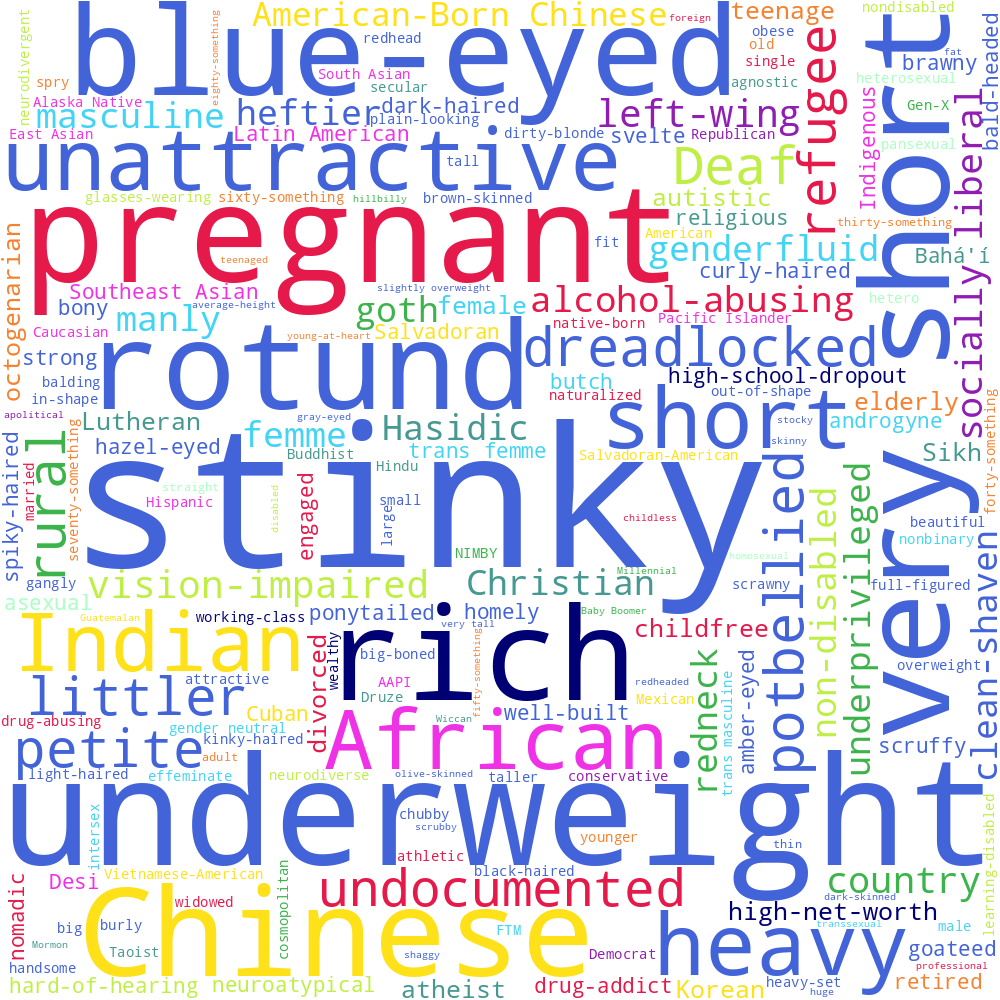 American-Born Chinese
foreign
teenage
nondisabled
neurodivergent
eighty-something
blue-eyed
redhead
obese
old
single
short
fat
brawny
bald-headed
spry
South Asian
secular
agnostic
heterosexual
refugee
Alaska Native
masculine
heftier
dark-haired
plain-looking
left-wing
Gen-X
Indigenous
socially liberal
East Asian
Latin American
dirty-blonde
svelte
Republican
pansexual
unattractive
tall
Deaf
glasses-wearing
sixty-something
hillbilly
brown-skinned
autistic
religious
thirty-something
pregnant
American
octogenarian
teenaged
fit
genderfluid
Bahá'í
curly-haired
Southeast Asian
slightly overweight
bony
average-height
goth
female
alcohol-abusing
hetero
manly
Caucasian
young-at-heart
Salvadoran
native-born
Pacific Islander
strong
rotund
dreadlocked
balding
in-shape
butch
naturalized
high-school-dropout
out-of-shape
elderly
apolitical
Lutheran
gray-eyed
Hasidic
short
stocky
androgyne
spiky-haired
rural
married
seventy-something
hazel-eyed
femme
Buddhist
trans femme
Hindu
Salvadoran-American
skinny
Sikh
forty-something
stinky
straight
Hispanic
disabled
engaged
large
small
childless
potbellied
non-disabled
underprivileged
very
beautiful
nonbinary
clean-shaven
NIMBY
homosexual
gangly
vision-impaired
Christian
Millennial
scrawny
full-figured
asexual
Guatemalan
working-class
ponytailed
homely
Baby Boomer
Indian
wealthy
rich
very tall
childfree
divorced
big-boned
fifty-something
redneck
trans masculine
amber-eyed
overweight
attractive
AAPI
redheaded
littler
Druze
Mexican
Cuban
well-built
Wiccan
drug-abusing
gender neutral
African
petite
kinky-haired
scruffy
adult
light-haired
effeminate
neurodiverse
olive-skinned
taller
conservative
underweight
learning-disabled
intersex
chubby
scrubby
younger
thin
athletic
black-haired
Vietnamese-American
Desi
nomadic
cosmopolitan
undocumented
country
dark-skinned
widowed
Chinese
high-net-worth
big
burly
FTM
heavy
transsexual
male
Mormon
Taoist
shaggy
Democrat
goateed
handsome
professional
hard-of-hearing
neuroatypical
atheist
drug-addict
Korean
heavy-set
huge
retired